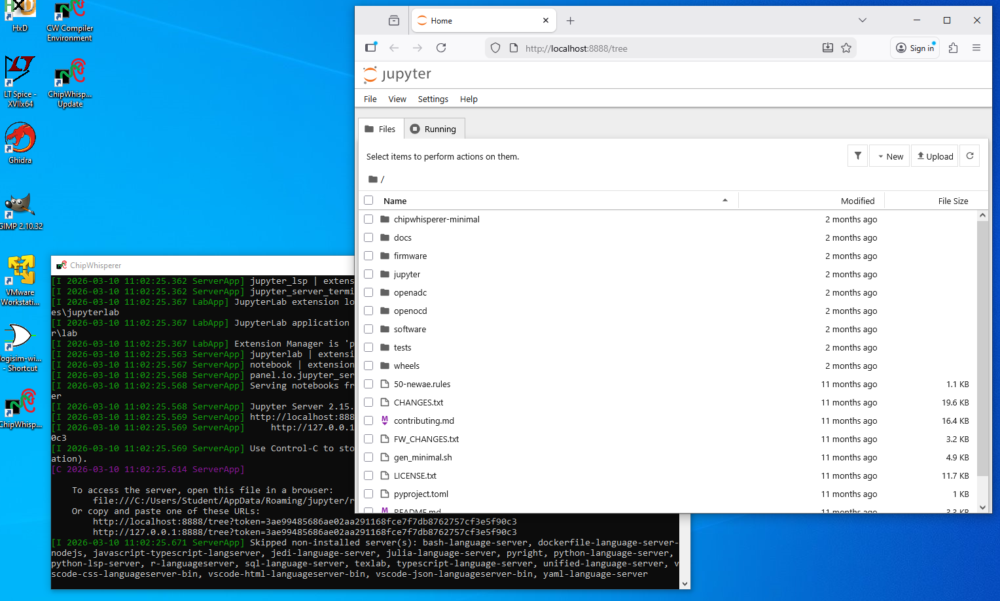 HxD
CW Compiler
Environment
LT Spice -
XVIIx64
ChipWhisp...
Update
Ghidra
GIMP 2.10.32
VMware
Workstati...
logisim-wi...
- Shortcut
ChipWhisp...
Home
http://localhost:8888/tree
Sign in
jupyter
File View Settings Help
Files Running
Select items to perform actions on them.
New Upload
/
Name Modified File Size
chipwhisperer-minimal 2 months ago
docs 2 months ago
firmware 2 months ago
jupyter 2 months ago
openadc 2 months ago
openocd 2 months ago
software 2 months ago
tests 2 months ago
wheels 2 months ago
50-newae.rules 11 months ago 1.1 KB
CHANGES.txt 11 months ago 19.6 KB
contributing.md 11 months ago 16.4 KB
FW_CHANGES.txt 11 months ago 3.2 KB
gen_minimal.sh 11 months ago 4.9 KB
LICENSE.txt 11 months ago 11.7 KB
pyproject.toml 11 months ago 1 KB
README.md 11 months ago 3.3 KB
ChipWhisperer
[I 2026-03-10 11:02:25.362 ServerApp] jupyter_lsp | extens
[I 2026-03-10 11:02:25.362 ServerApp] jupyter_server_termi
[I 2026-03-10 11:02:25.367 LabApp] JupyterLab extension lo
es\jupyterlab
[I 2026-03-10 11:02:25.367 LabApp] JupyterLab application
r\lab
[I 2026-03-10 11:02:25.367 LabApp] Extension Manager is 'p
[I 2026-03-10 11:02:25.563 ServerApp] jupyterlab | extensi
[I 2026-03-10 11:02:25.567 ServerApp] notebook | extension
[I 2026-03-10 11:02:25.568 ServerApp] panel.io.jupyter_ser
[I 2026-03-10 11:02:25.568 ServerApp] Serving notebooks fr
er
[I 2026-03-10 11:02:25.568 ServerApp] Jupyter Server 2.15.
[I 2026-03-10 11:02:25.569 ServerApp] http://localhost:888
[I 2026-03-10 11:02:25.569 ServerApp]     http://127.0.0.1
0c3
[I 2026-03-10 11:02:25.569 ServerApp] Use Control-C to sto
ation).
[C 2026-03-10 11:02:25.614 ServerApp]
To access the server, open this file in a browser:
file:///C:/Users/Student/AppData/Roaming/jupyter/r
Or copy and paste one of these URLs:
http://localhost:8888/tree?token=3ae99485686ae02aa291168fce7f7db8762757cf3e5f90c3
http://127.0.0.1:8888/tree?token=3ae99485686ae02aa291168fce7f7db8762757cf3e5f90c3
[I 2026-03-10 11:02:25.671 ServerApp] Skipped non-installed server(s): bash-language-server, dockerfile-language-server-
nodejs, javascript-typescript-langserver, jedi-language-server, julia-language-server, pyright, python-language-server,
python-lsp-server, r-languageserver, sql-language-server, texlab, typescript-language-server, unified-language-server, v
scode-css-languageserver-bin, vscode-html-languageserver-bin, vscode-json-languageserver-bin, yaml-language-server